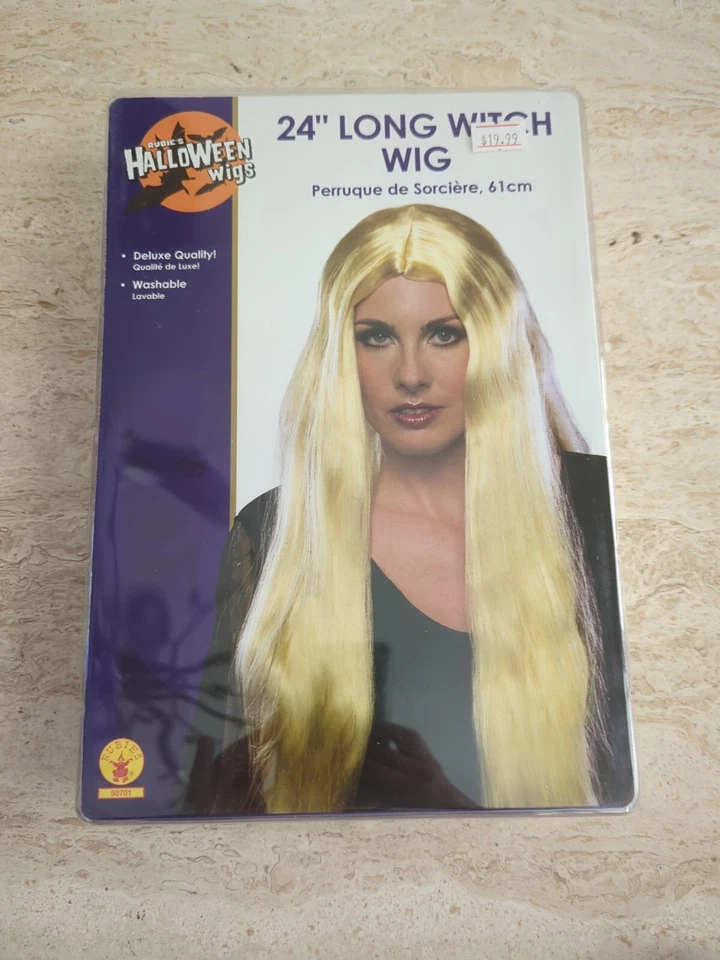 RUBIE'S
HALLOWEEN
Wigs
24" LONG WITCH
$19.99
WIG
Perruque de Sorcière, 61cm
• Deluxe Quality!
Qualité de Luxe!
• Washable
Lavable
RUBIE'S
50791